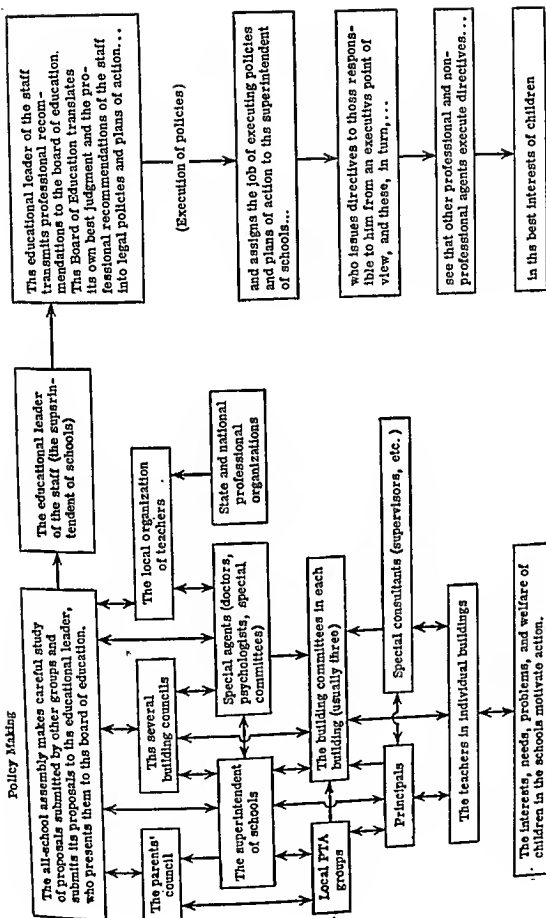 Policy Making
The all-school assembly makes careful study
of proposals submitted by other groups and
submits its proposals to the educational leader,
who presents them to the board of education.
The educational leader
of the staff (the suparin-
tendent of schools)
Ths educational leader of the staff
transmits professional recom-
mendations to the board of education.
The Board of Education translates
its own best judgment and the pro-
fessional recommendations of the staff
into legal policies and plans of action...
(Execution of policies)
and assigns the job of executing policies
and plans of action to ths superintendent
of schools...
who issues directives to thoss respons-
ible to him from an executivs point of
view, and these, in turn,...
see that other professional and non-
professional agents execute directives...
in ths best interests of children
The parents'
council
Ths several
building councils
The local organization
of teachers .
State and national
professional
organizations
The superintendent
of schools
Special agents (doctors,
psychologists, special
committees)
Local PTA
groups
The building committees in each
building (usually three)
Principals
Special consultants (supervisors, etc.)
The teachers in individual buildings
. . The interests, needs, problems, and welfare of
children in the schools motivate action.